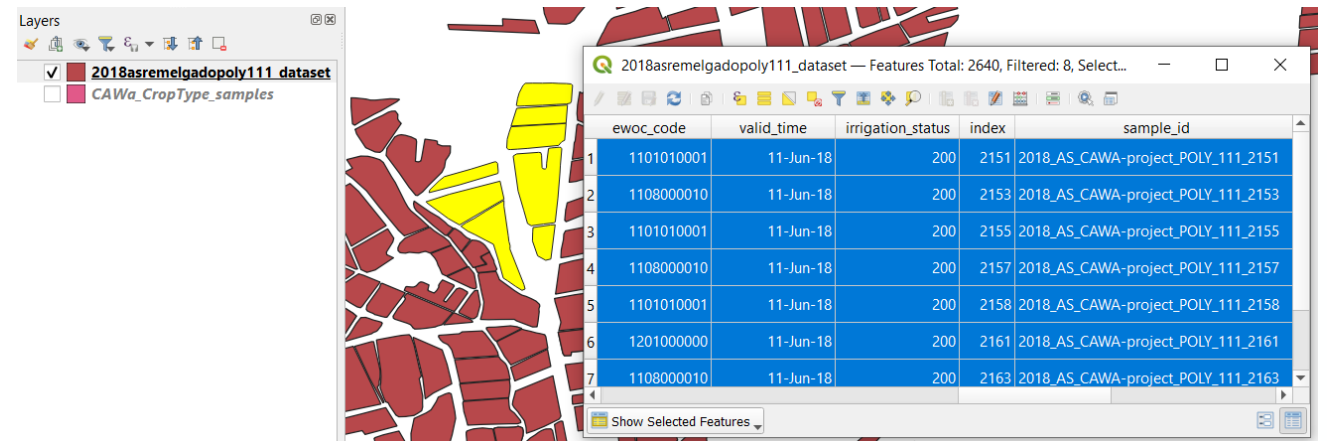 Layers
2018asremelgadopoly111_dataset
CAWa_CropType_samples
2018asremelgadopoly111_dataset — Features Total: 2640, Filtered: 8, Select...
ewoc_code valid_time irrigation_status index sample_id
1 1101010001 11-Jun-18 200 2151 2018_AS_CAWA-project_POLY_111_2151
2 1108000010 11-Jun-18 200 2153 2018_AS_CAWA-project_POLY_111_2153
3 1101010001 11-Jun-18 200 2155 2018_AS_CAWA-project_POLY_111_2155
4 1108000010 11-Jun-18 200 2157 2018_AS_CAWA-project_POLY_111_2157
5 1101010001 11-Jun-18 200 2158 2018_AS_CAWA-project_POLY_111_2158
6 1201000000 11-Jun-18 200 2161 2018_AS_CAWA-project_POLY_111_2161
7 1108000010 11-Jun-18 200 2163 2018_AS_CAWA-project_POLY_111_2163
Show Selected Features